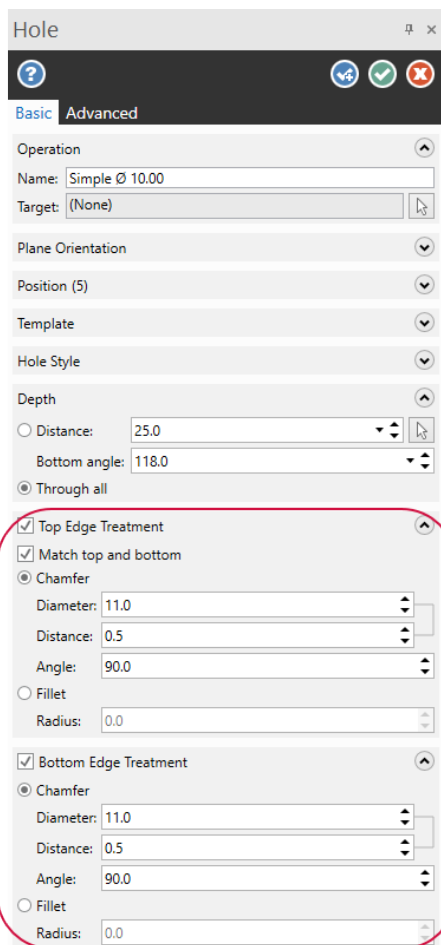 Hole
Basic Advanced
Operation
Name: Simple Ø 10.00
Target: (None)
Plane Orientation
Position (5)
Template
Hole Style
Depth
Distance: 25.0
Bottom angle: 118.0
Through all
Top Edge Treatment
Match top and bottom
Chamfer
Diameter: 11.0
Distance: 0.5
Angle: 90.0
Fillet
Radius: 0.0
Bottom Edge Treatment
Chamfer
Diameter: 11.0
Distance: 0.5
Angle: 90.0
Fillet
Radius: 0.0